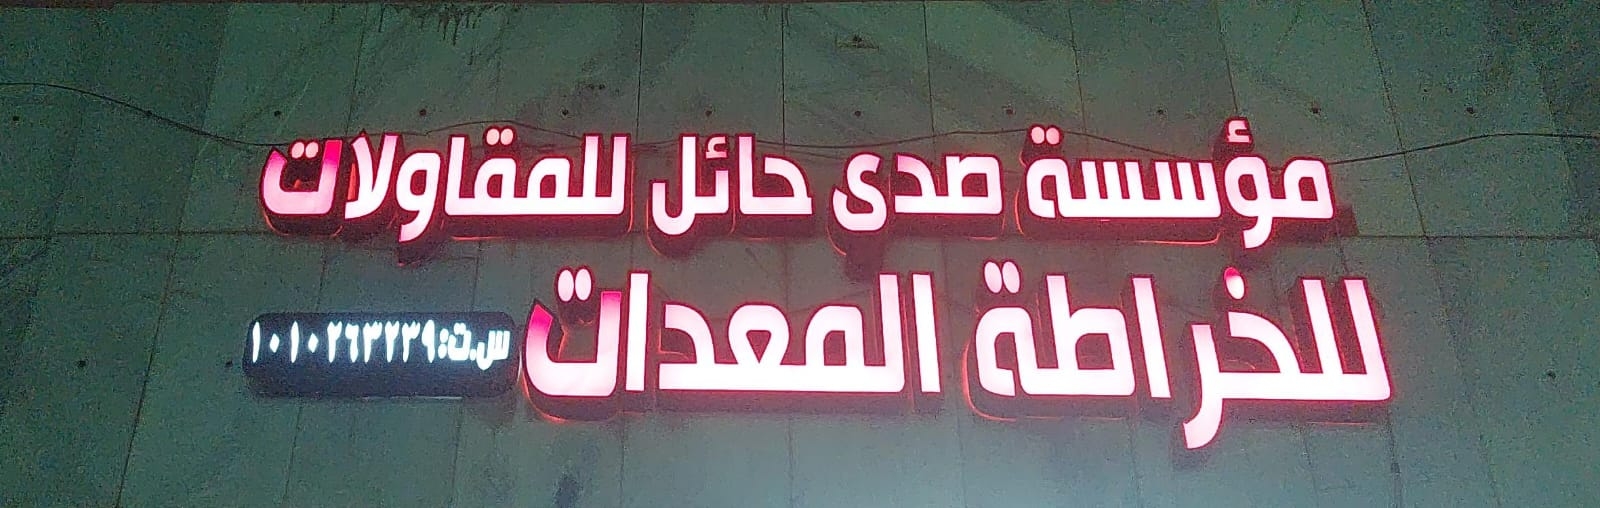 مؤسسة صدى حائل للمقاولات
للخراطة المعدات
س.ت:١٠١٠٢٦٣٢٣٩